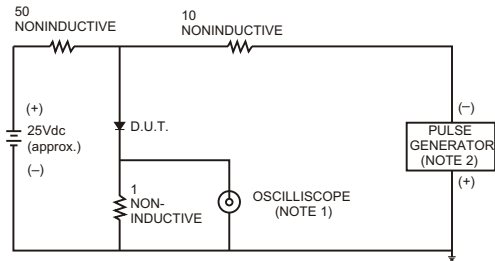 50
NONINDUCTIVE
10
NONINDUCTIVE
(+)
25Vdc
(approx.)
(–)
D.U.T.
1
NON-
INDUCTIVE
OSCILLISCOPE
(NOTE 1)
(–)
PULSE
GENERATOR
(NOTE 2)
(+)